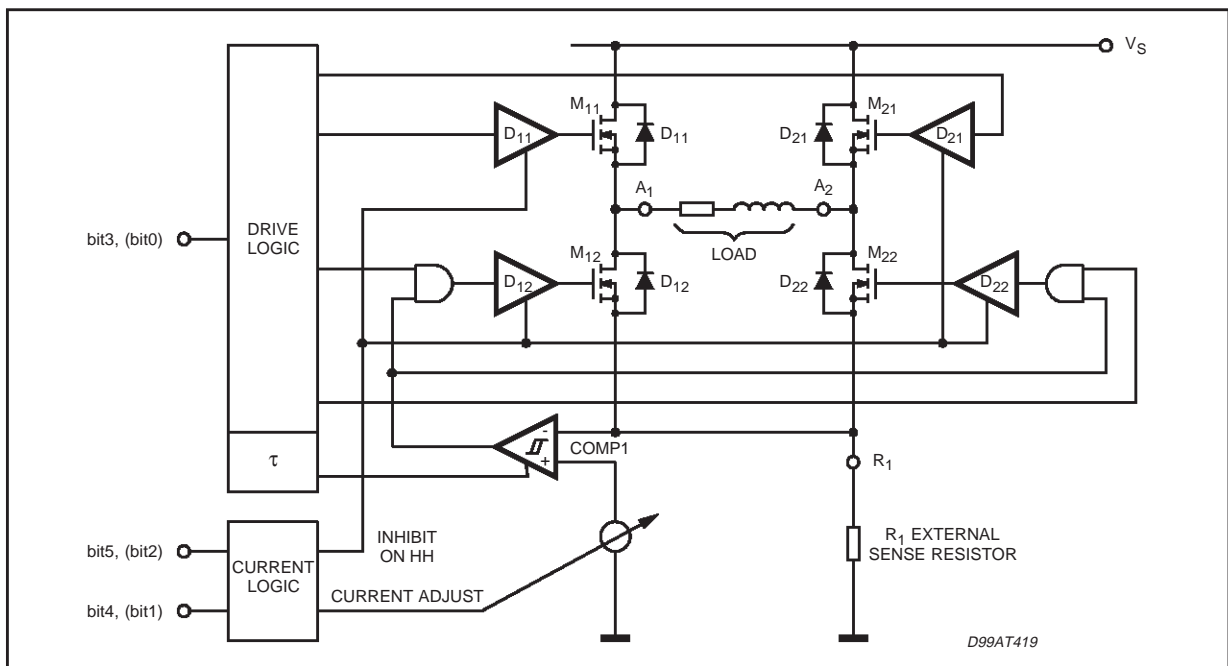 V_S
M_11
M_21
D_11
D_11
D_21
D_21
A_1
A_2
bit3, (bit0)
DRIVE
LOGIC
LOAD
M_12
M_22
D_12
D_12
D_22
D_22
-
+
COMP1
τ
R_1
bit5, (bit2)
INHIBIT
ON HH
R_1 EXTERNAL
SENSE RESISTOR
CURRENT
LOGIC
bit4, (bit1)
CURRENT ADJUST
D99AT419